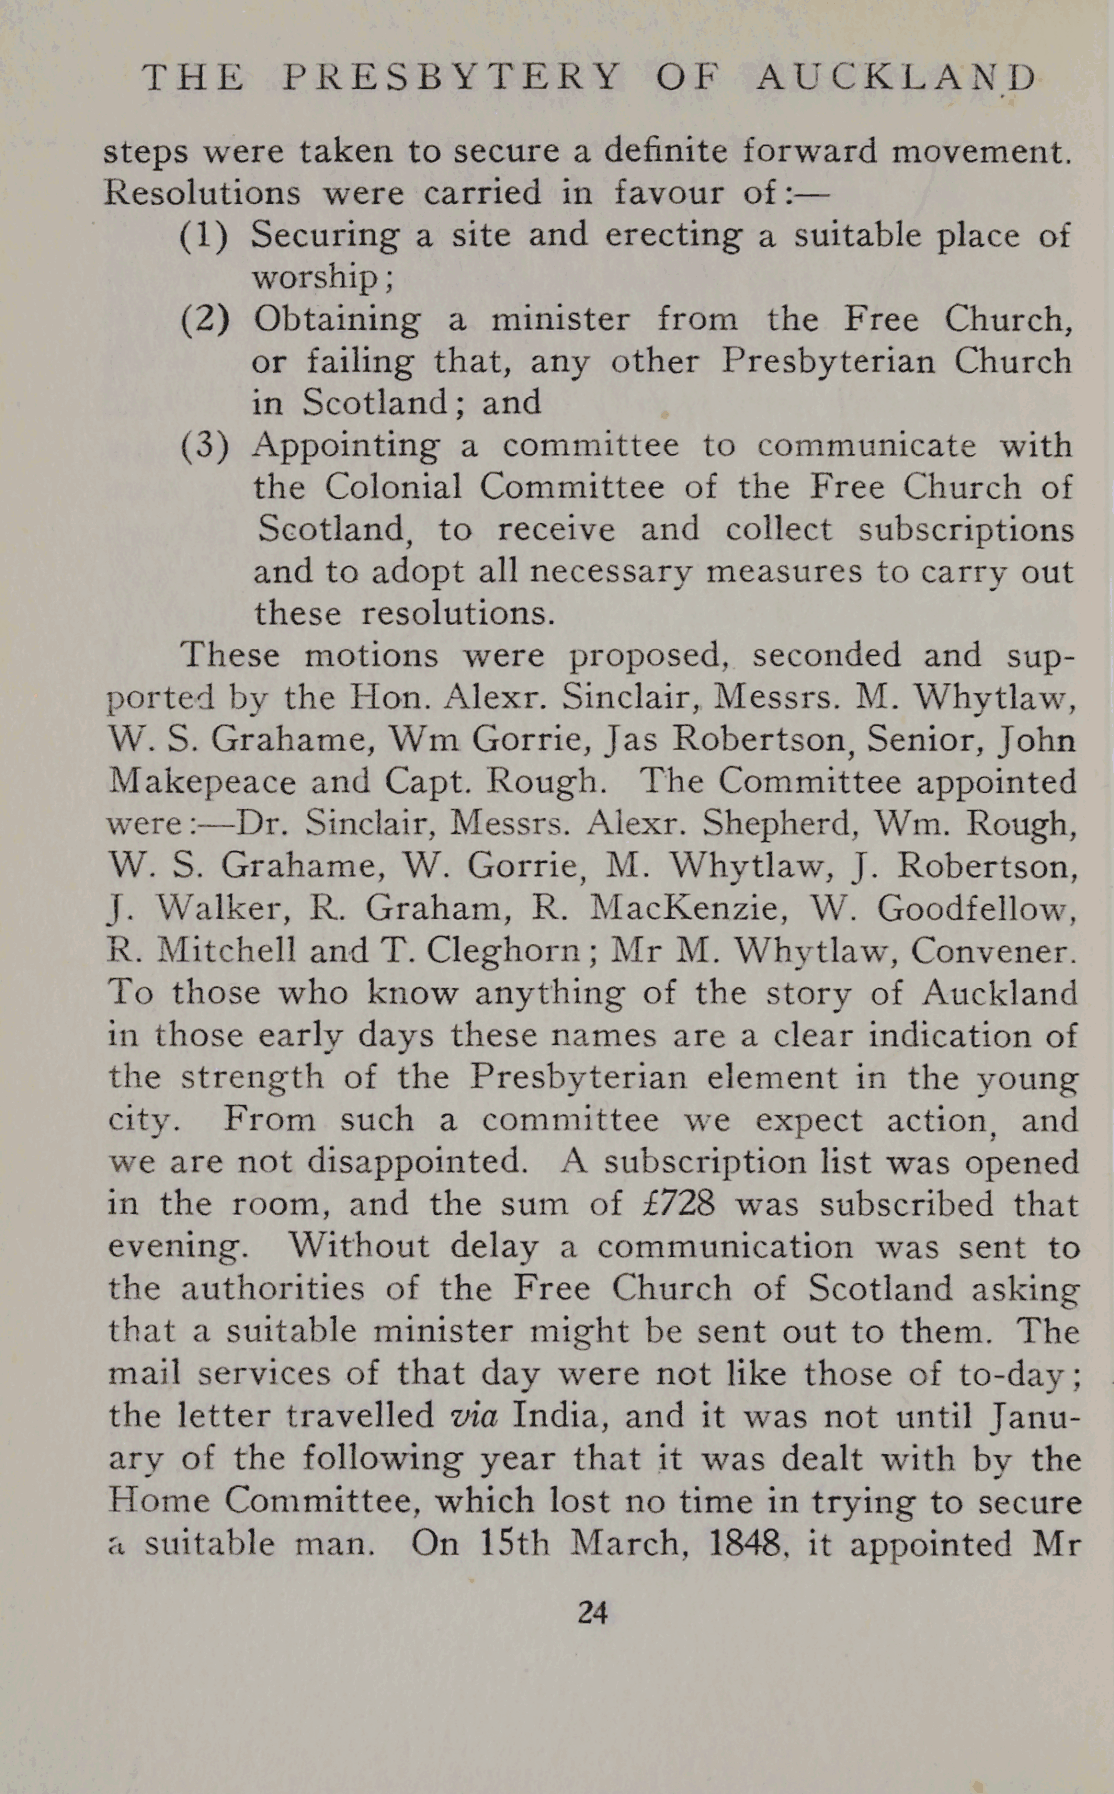 THE PRESBYTERY OF AUCKLAND
steps were taken to secure a definite forward movement.
Resolutions were carried in favour of:—
(1) Securing a site and erecting a suitable place of
worship;
(2) Obtaining a minister from the Free Church,
or failing that, any other Presbyterian Church
in Scotland; and
(3) Appointing a committee to communicate with
the Colonial Committee of the Free Church of
Scotland, to receive and collect subscriptions
and to adopt all necessary measures to carry out
these resolutions.
These motions were proposed, seconded and sup-
ported by the Hon. Alexr. Sinclair, Messrs. M. Whytlaw,
W. S. Grahame, Wm Gorrie, Jas Robertson, Senior, John
Makepeace and Capt. Rough. The Committee appointed
were:—Dr. Sinclair, Messrs. Alexr. Shepherd, Wm. Rough,
W. S. Grahame, W. Gorrie, M. Whytlaw, J. Robertson,
J. Walker, R. Graham, R. MacKenzie, W. Goodfellow,
R. Mitchell and T. Cleghorn; Mr M. Whytlaw, Convener.
To those who know anything of the story of Auckland
in those early days these names are a clear indication of
the strength of the Presbyterian element in the young
city. From such a committee we expect action, and
we are not disappointed. A subscription list was opened
in the room, and the sum of £728 was subscribed that
evening. Without delay a communication was sent to
the authorities of the Free Church of Scotland asking
that a suitable minister might be sent out to them. The
mail services of that day were not like those of to-day;
the letter travelled via India, and it was not until Janu-
ary of the following year that it was dealt with by the
Home Committee, which lost no time in trying to secure
a suitable man. On 15th March, 1848, it appointed Mr
24